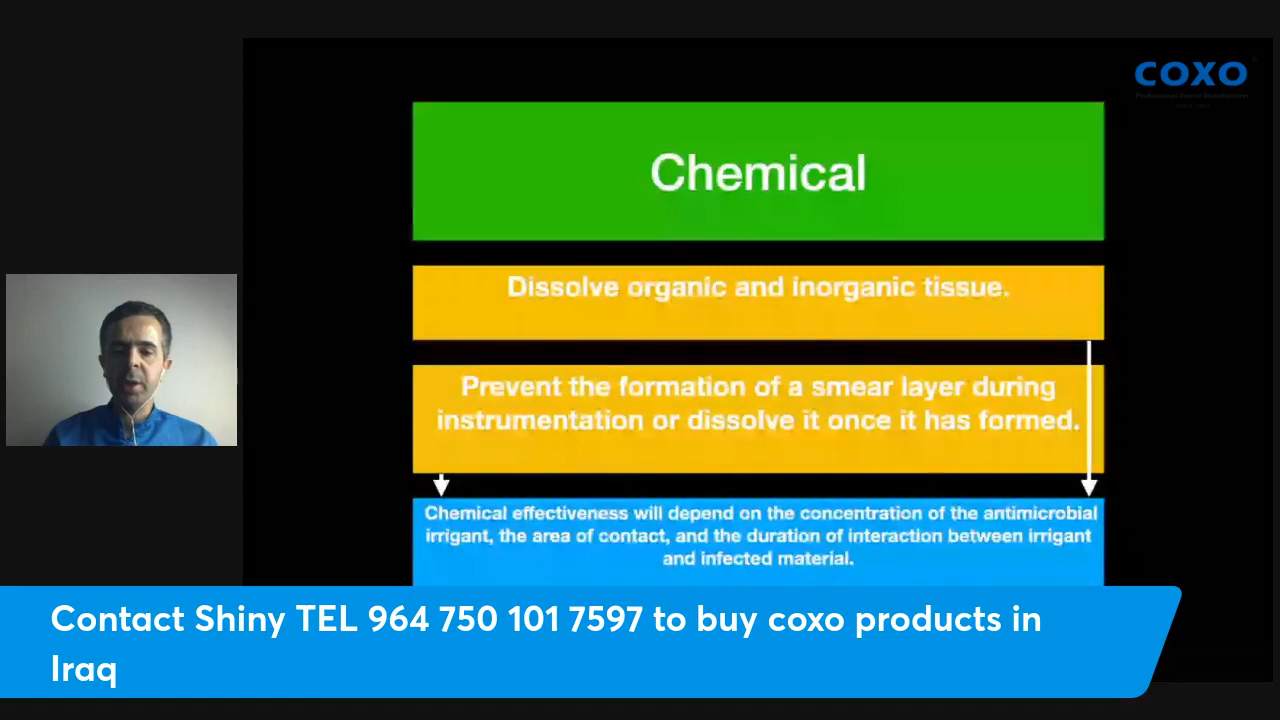 COXO
Chemical
Dissolve organic and inorganic tissue.
Prevent the formation of a smear layer during
instrumentation or dissolve it once it has formed.
Chemical effectiveness will depend on the concentration of the antimicrobial
irrigant, the area of contact, and the duration of interaction between irrigant
and infected material.
Contact Shiny TEL 964 750 101 7597 to buy coxo products in
Iraq